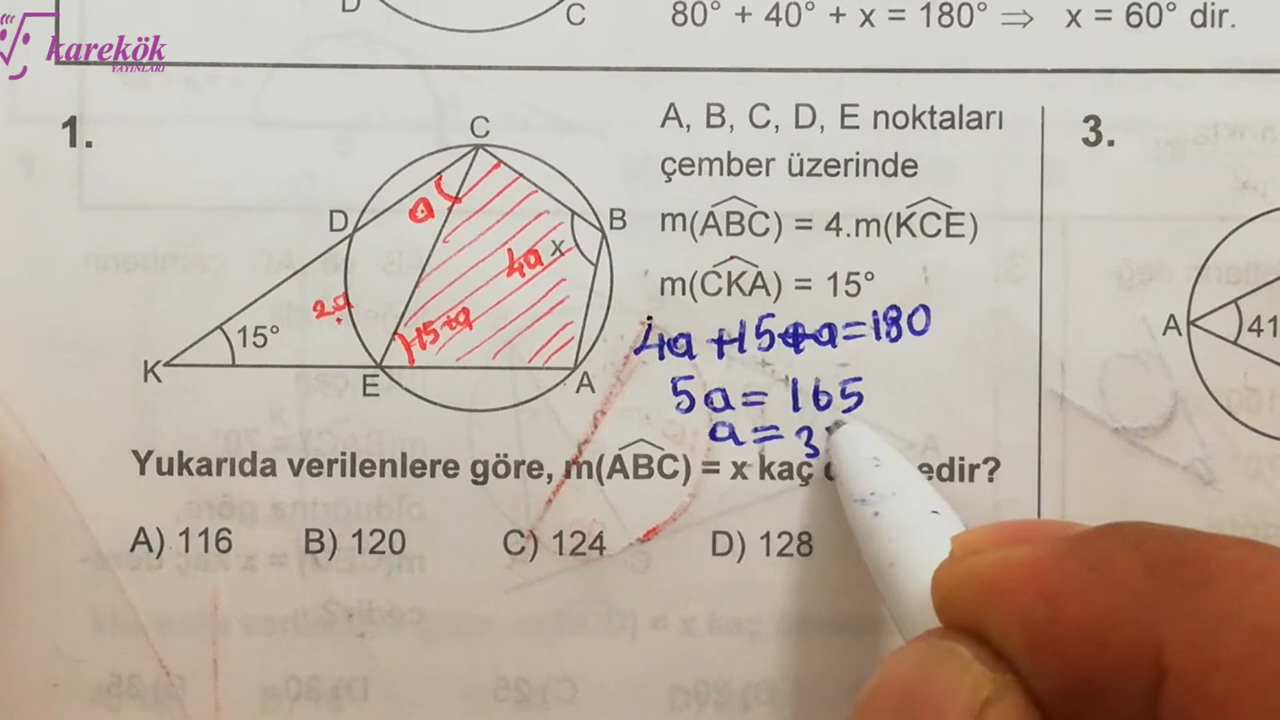 karekök
YAYINLARI
D
C
80° + 40° + x = 180° ⇒ x = 60° dir.
1.
A, B, C, D, E noktaları
çember üzerinde
m(ABC) = 4.m(KCE)
m(CKA) = 15°
C
D
B
a
4a
x
2a
15+a
15°
K
E
A
4a+15+a=180
5a=165
a=3
Yukarıda verilenlere göre, m(ABC) = x kaç
A) 116 B) 120 C) 124 D) 128
3.
A
41